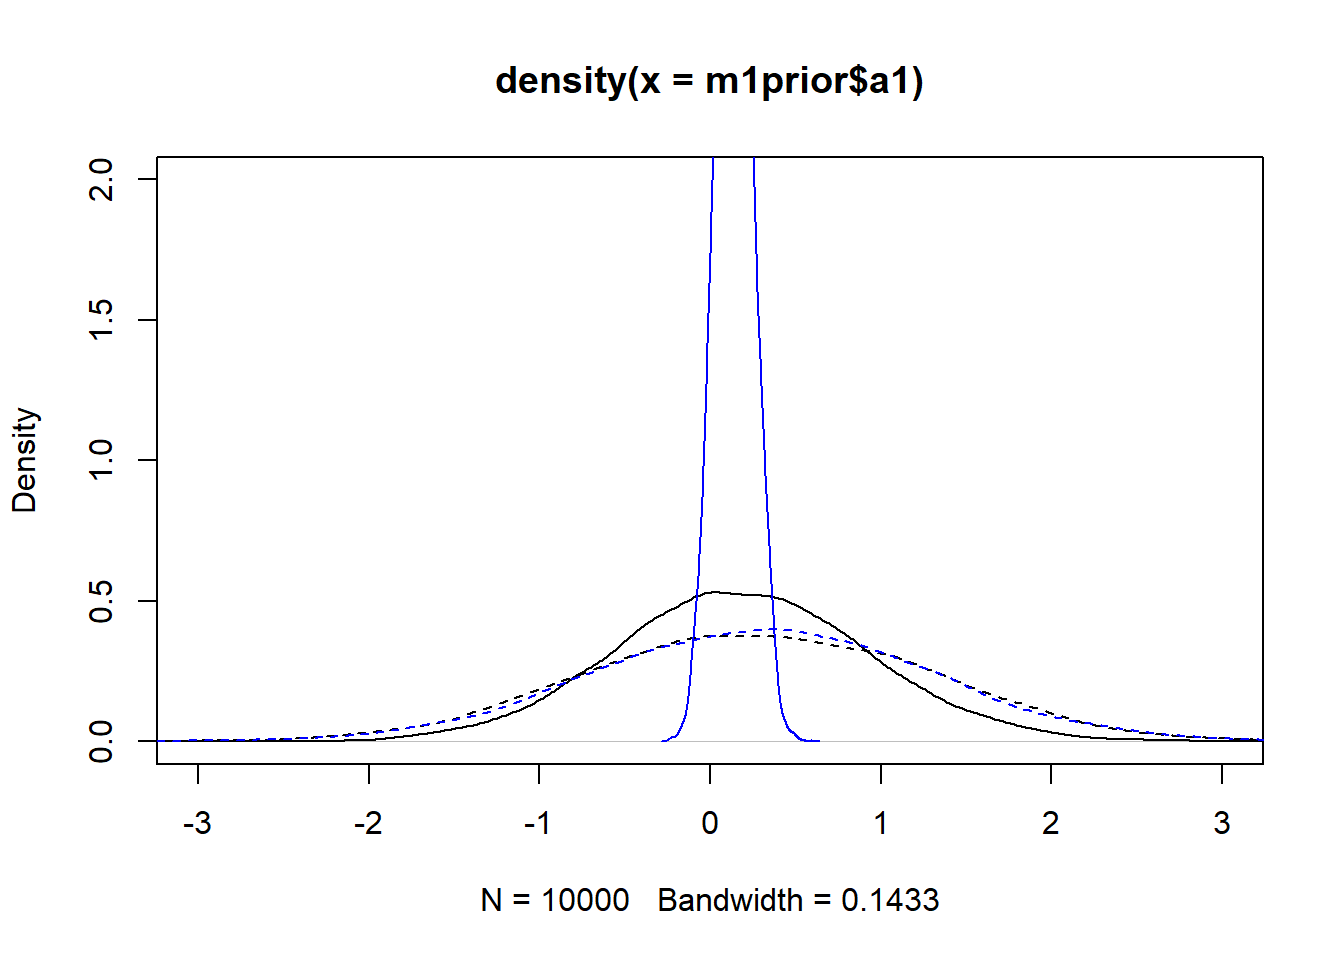 density(x = m1prior$a1)
Density
2.0
1.5
1.0
0.5
0.0
-3 -2 -1 0 1 2 3
N = 10000 Bandwidth = 0.1433